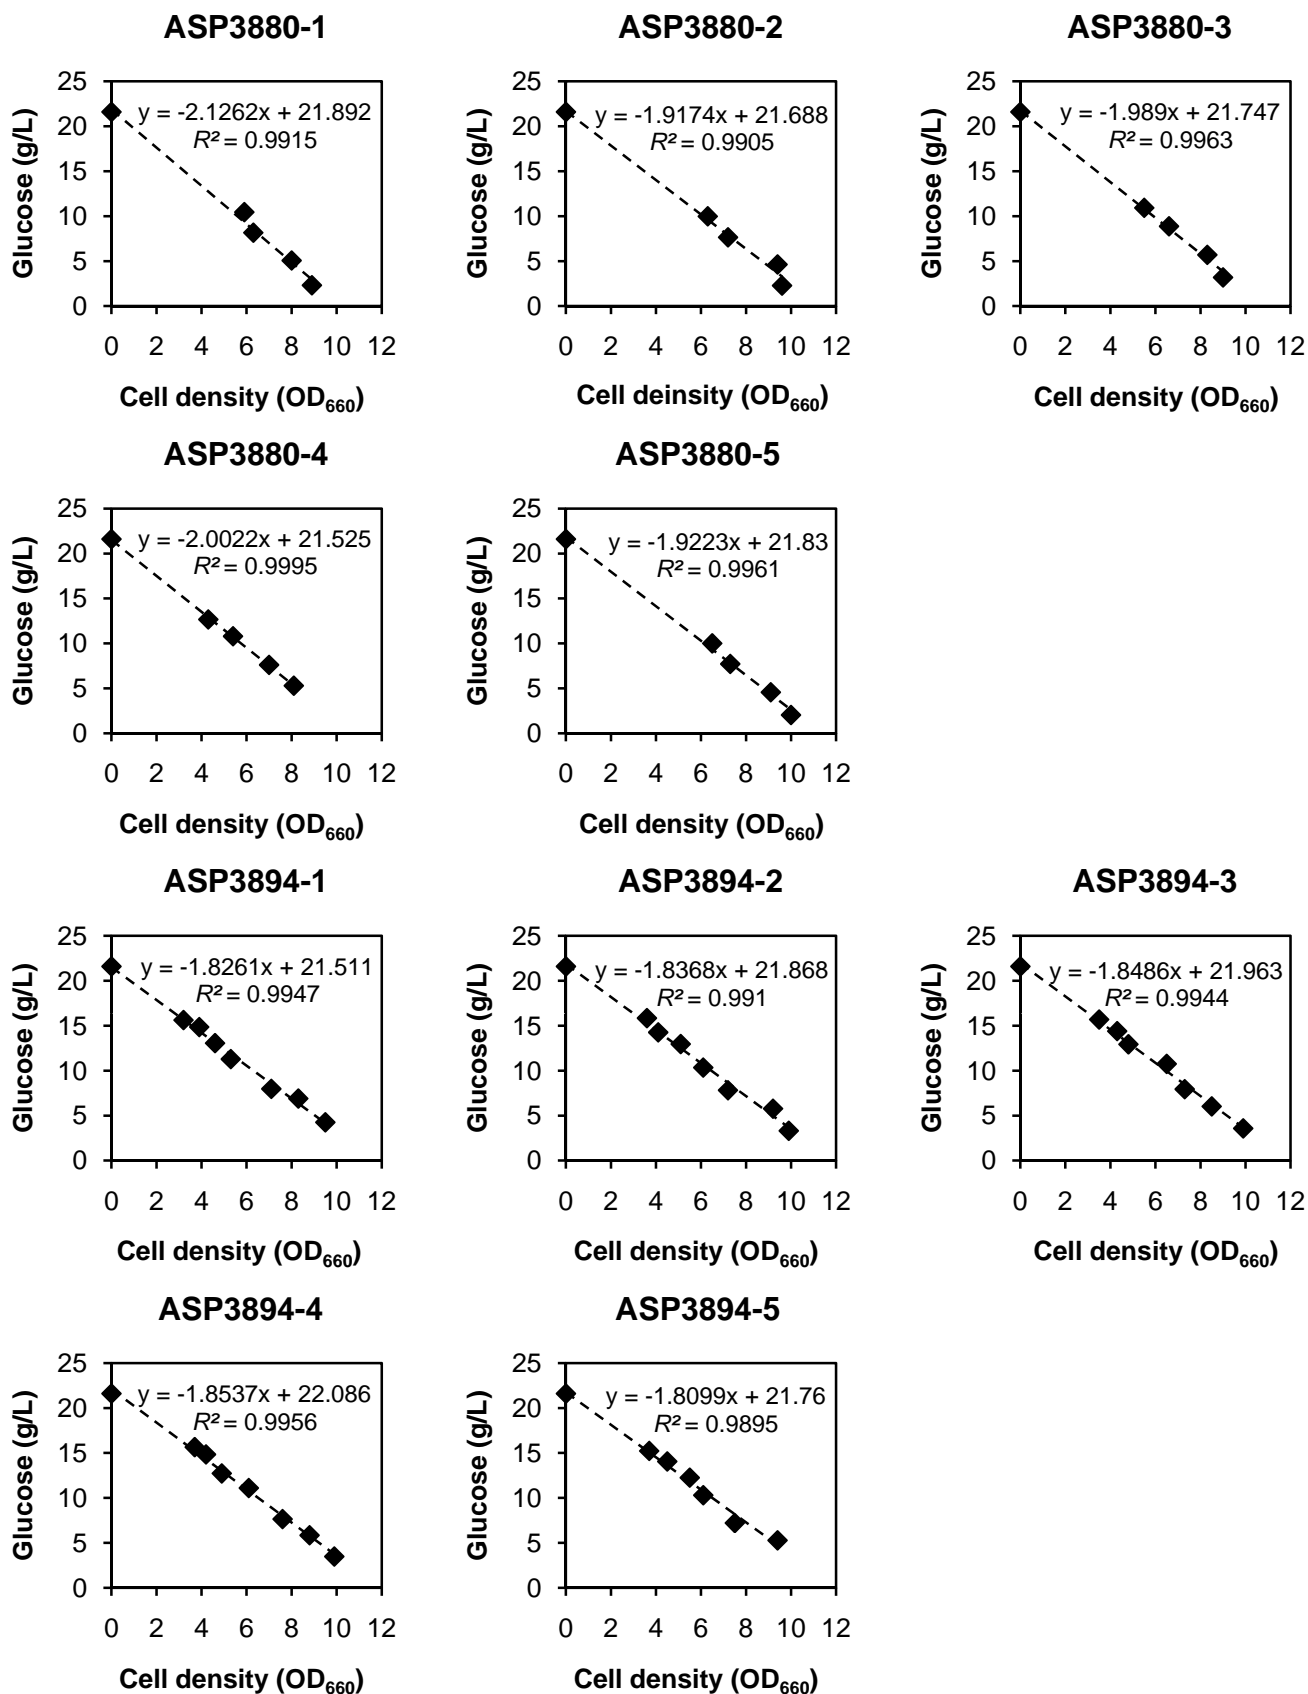 ASP3880-1
y = -2.1262x + 21.892
R² = 0.9915
Glucose (g/L)
25
20
15
10
5
0
0 2 4 6 8 10 12
Cell density (OD660)
ASP3880-2
y = -1.9174x + 21.688
R² = 0.9905
Glucose (g/L)
25
20
15
10
5
0
0 2 4 6 8 10 12
Cell deinsity (OD660)
ASP3880-3
y = -1.989x + 21.747
R² = 0.9963
Glucose (g/L)
25
20
15
10
5
0
0 2 4 6 8 10 12
Cell density (OD660)
ASP3880-4
y = -2.0022x + 21.525
R² = 0.9995
Glucose (g/L)
25
20
15
10
5
0
0 2 4 6 8 10 12
Cell density (OD660)
ASP3880-5
y = -1.9223x + 21.83
R² = 0.9961
Glucose (g/L)
25
20
15
10
5
0
0 2 4 6 8 10 12
Cell density (OD660)
ASP3894-1
y = -1.8261x + 21.511
R² = 0.9947
Glucose (g/L)
25
20
15
10
5
0
0 2 4 6 8 10 12
Cell density (OD660)
ASP3894-2
y = -1.8368x + 21.868
R² = 0.991
Glucose (g/L)
25
20
15
10
5
0
0 2 4 6 8 10 12
Cell density (OD660)
ASP3894-3
y = -1.8486x + 21.963
R² = 0.9944
Glucose (g/L)
25
20
15
10
5
0
0 2 4 6 8 10 12
Cell density (OD660)
ASP3894-4
y = -1.8537x + 22.086
R² = 0.9956
Glucose (g/L)
25
20
15
10
5
0
0 2 4 6 8 10 12
Cell density (OD660)
ASP3894-5
y = -1.8099x + 21.76
R² = 0.9895
Glucose (g/L)
25
20
15
10
5
0
0 2 4 6 8 10 12
Cell density (OD660)